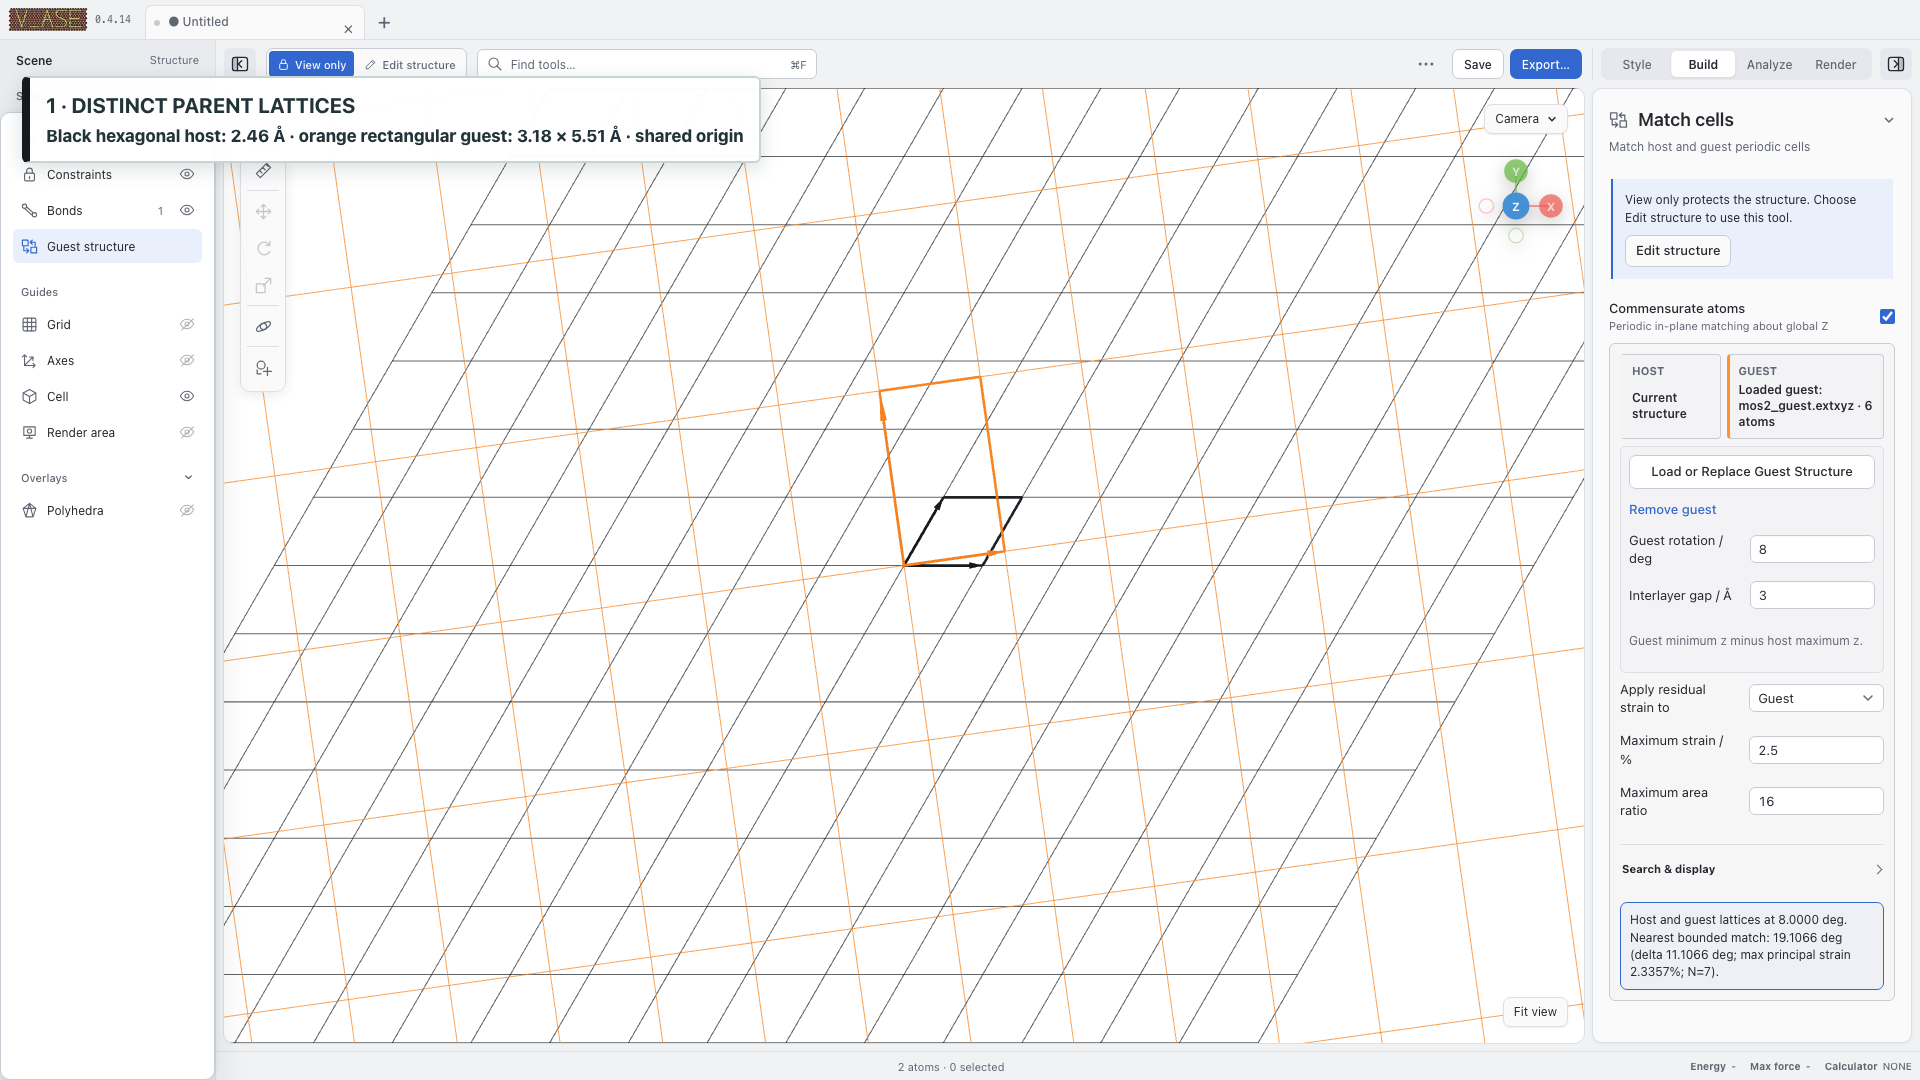 V_ASE 0.4.14
Untitled
Scene
Structure
View only
Edit structure
Find tools...
⌘F
Save
Export...
Style
Build
Analyze
Render
1 · DISTINCT PARENT LATTICES
Black hexagonal host: 2.46 Å · orange rectangular guest: 3.18 × 5.51 Å · shared origin
Constraints
Bonds 1
Guest structure
Guides
Grid
Axes
Cell
Render area
Overlays
Polyhedra
Camera
Y
Z
X
Fit view
Match cells
Match host and guest periodic cells
View only protects the structure. Choose
Edit structure to use this tool.
Edit structure
Commensurate atoms
Periodic in-plane matching about global Z
HOST
Current
structure
GUEST
Loaded guest:
mos2_guest.extxyz · 6
atoms
Load or Replace Guest Structure
Remove guest
Guest rotation /
deg
8
Interlayer gap / Å
3
Guest minimum z minus host maximum z.
Apply residual
strain to
Guest
Maximum strain /
%
2.5
Maximum area
ratio
16
Search & display
Host and guest lattices at 8.0000 deg.
Nearest bounded match: 19.1066 deg
(delta 11.1066 deg; max principal strain
2.3357%; N=7).
2 atoms · 0 selected
Energy -
Max force -
Calculator NONE